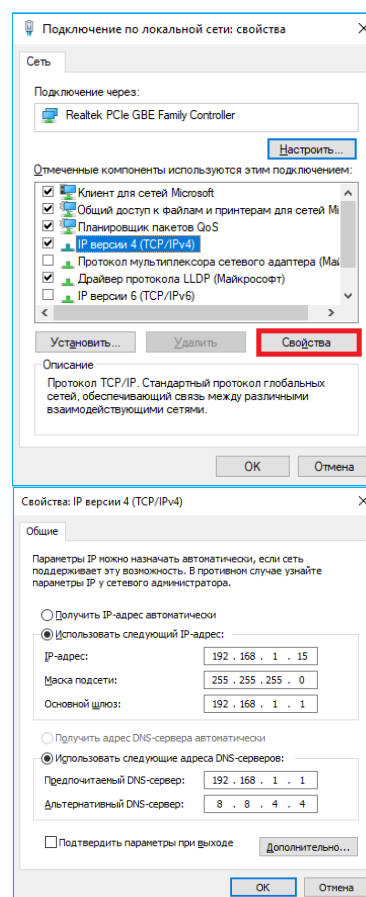 Подключение по локальной сети: свойства
Сеть
Подключение через:
Realtek PCIe GBE Family Controller
Настроить...
Отмеченные компоненты используются этим подключением:
Клиент для сетей Microsoft
Общий доступ к файлам и принтерам для сетей Mi
Планировщик пакетов QoS
IP версии 4 (TCP/IPv4)
Протокол мультиплексора сетевого адаптера (Май
Драйвер протокола LLDP (Майкрософт)
IP версии 6 (TCP/IPv6)
Установить...
Удалить
Свойства
Описание
Протокол TCP/IP. Стандартный протокол глобальных
сетей, обеспечивающий связь между различными
взаимодействующими сетями.
OK
Отмена
Свойства: IP версии 4 (TCP/IPv4)
Общие
Параметры IP можно назначать автоматически, если сеть
поддерживает эту возможность. В противном случае узнайте
параметры IP у сетевого администратора.
Получить IP-адрес автоматически
Использовать следующий IP-адрес:
IP-адрес: 192 . 168 . 1 . 15
Маска подсети: 255 . 255 . 255 . 0
Основной шлюз: 192 . 168 . 1 . 1
Получить адрес DNS-сервера автоматически
Использовать следующие адреса DNS-серверов:
Предпочитаемый DNS-сервер: 192 . 168 . 1 . 1
Альтернативный DNS-сервер: 8 . 8 . 4 . 4
Подтвердить параметры при выходе
Дополнительно...
OK
Отмена